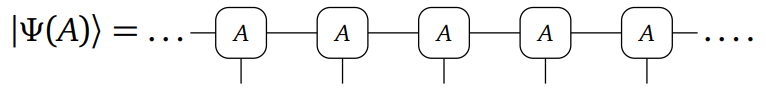 |Ψ(A)⟩ = ... A A A A A ....